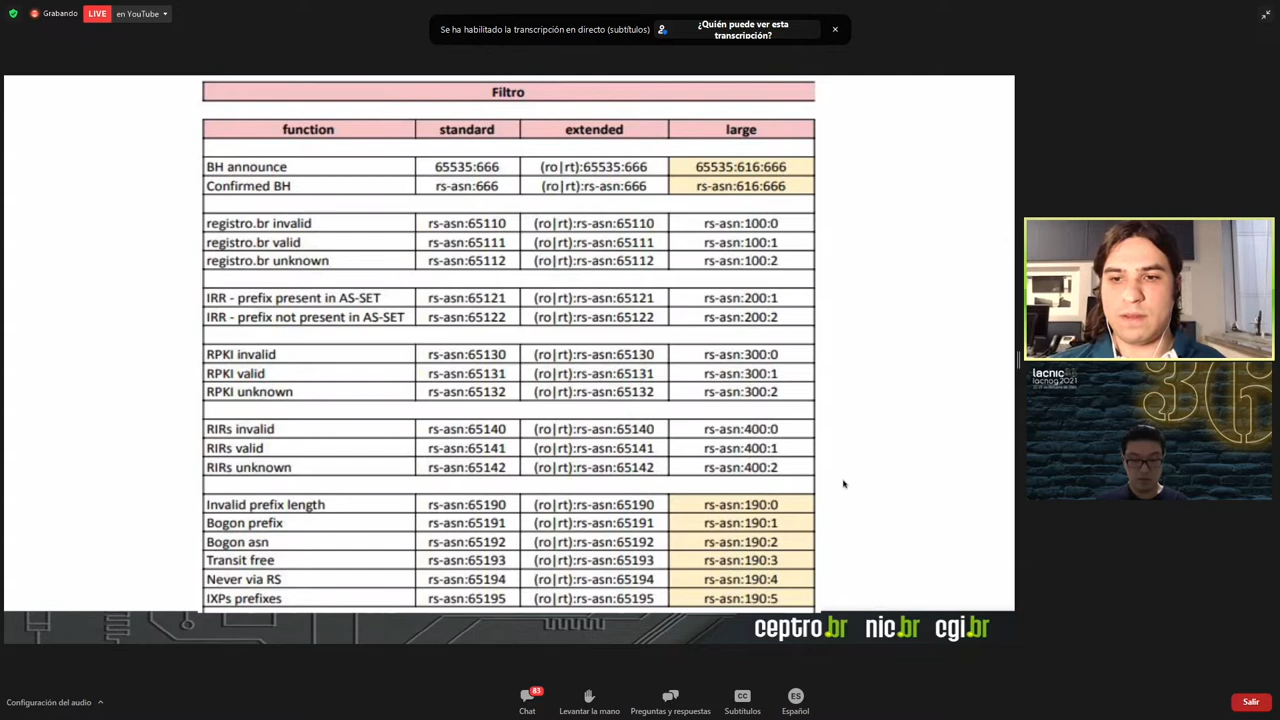 Grabando LIVE en YouTube
Se ha habilitado la transcripción en directo (subtítulos) ¿Quién puede ver esta transcripción?
Filtro
function standard extended large
BH announce 65535:666 (ro|rt):65535:666 65535:616:666
Confirmed BH rs-asn:666 (ro|rt):rs-asn:666 rs-asn:616:666
registro.br invalid rs-asn:65110 (ro|rt):rs-asn:65110 rs-asn:100:0
registro.br valid rs-asn:65111 (ro|rt):rs-asn:65111 rs-asn:100:1
registro.br unknown rs-asn:65112 (ro|rt):rs-asn:65112 rs-asn:100:2
IRR - prefix present in AS-SET rs-asn:65121 (ro|rt):rs-asn:65121 rs-asn:200:1
IRR - prefix not present in AS-SET rs-asn:65122 (ro|rt):rs-asn:65122 rs-asn:200:2
RPKI invalid rs-asn:65130 (ro|rt):rs-asn:65130 rs-asn:300:0
RPKI valid rs-asn:65131 (ro|rt):rs-asn:65131 rs-asn:300:1
RPKI unknown rs-asn:65132 (ro|rt):rs-asn:65132 rs-asn:300:2
RIRs invalid rs-asn:65140 (ro|rt):rs-asn:65140 rs-asn:400:0
RIRs valid rs-asn:65141 (ro|rt):rs-asn:65141 rs-asn:400:1
RIRs unknown rs-asn:65142 (ro|rt):rs-asn:65142 rs-asn:400:2
Invalid prefix length rs-asn:65190 (ro|rt):rs-asn:65190 rs-asn:190:0
Bogon prefix rs-asn:65191 (ro|rt):rs-asn:65191 rs-asn:190:1
Bogon asn rs-asn:65192 (ro|rt):rs-asn:65192 rs-asn:190:2
Transit free rs-asn:65193 (ro|rt):rs-asn:65193 rs-asn:190:3
Never via RS rs-asn:65194 (ro|rt):rs-asn:65194 rs-asn:190:4
IXPs prefixes rs-asn:65195 (ro|rt):rs-asn:65195 rs-asn:190:5
ceptro.br nic.br cgi.br
lacnic36
lacnog2021
36
Configuración del audio
83
Chat
Levantar la mano
Preguntas y respuestas
CC
Subtítulos
ES
Español
Salir